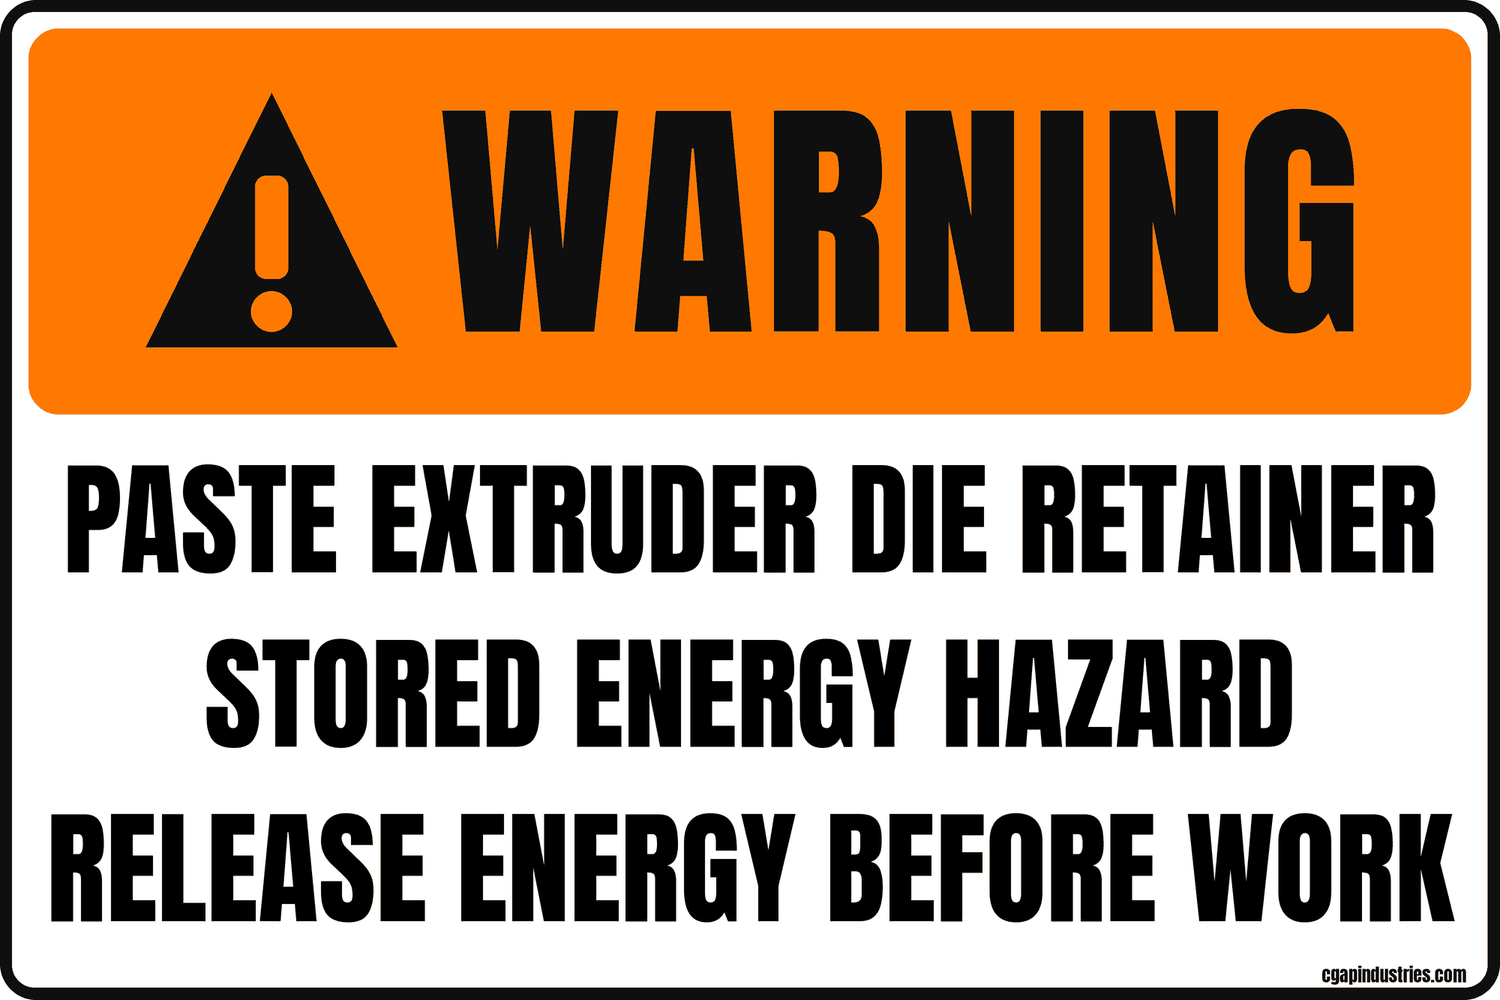 WARNING
PASTE EXTRUDER DIE RETAINER
STORED ENERGY HAZARD
RELEASE ENERGY BEFORE WORK
cgapindustries.com